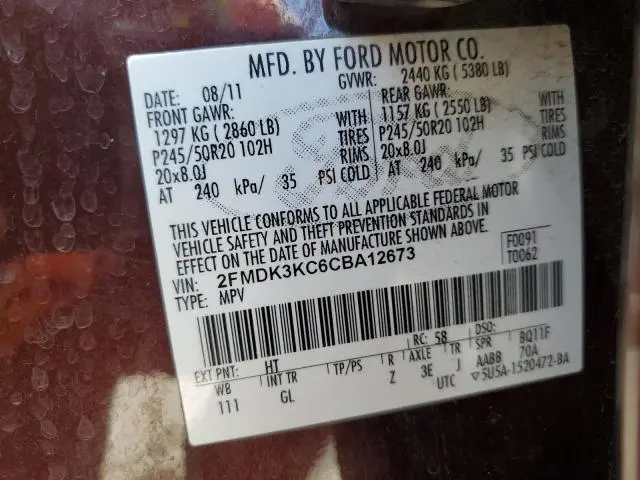 MFD. BY FORD MOTOR CO.
DATE: 08/11 GVWR: 2440 KG ( 5380 LB)
FRONT GAWR: REAR GAWR:
1297 KG ( 2860 LB) WITH 1157 KG ( 2550 LB) WITH
P245/50R20 102H TIRES P245/50R20 102H TIRES
20x8.0J RIMS 20x8.0J RIMS
AT 240 kPa/ 35 PSI COLD AT 240 kPa/ 35 PSI COLD
THIS VEHICLE CONFORMS TO ALL APPLICABLE FEDERAL MOTOR
VEHICLE SAFETY AND THEFT PREVENTION STANDARDS IN
EFFECT ON THE DATE OF MANUFACTURE SHOWN ABOVE.
VIN: 2FMDK3KC6CBA12673 F0091
TYPE: MPV T0062
EXT PNT: HT RC: 58 DSO:
WB INT TR TP/PS R AXLE TR SPR BQ11F
111 GL Z 3E J AABB 70A
UTC ▽5U5A-1520472-BA